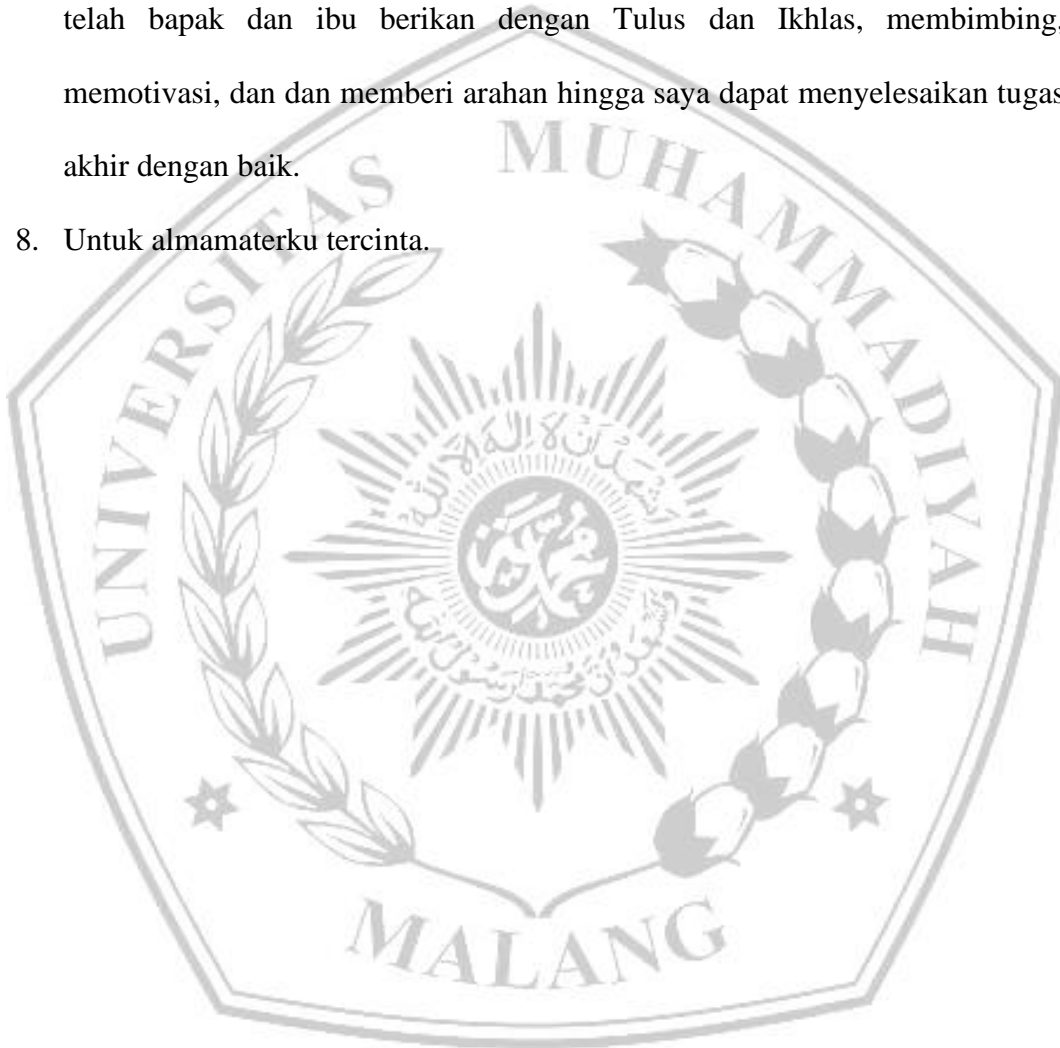 telah bapak dan ibu berikan dengan Tulus dan Ikhlas, membimbing,
memotivasi, dan dan memberi arahan hingga saya dapat menyelesaikan tugas
akhir dengan baik.
8. Untuk almamaterku tercinta.
UNIVERSITAS MUHAMMADIYAH
MALANG